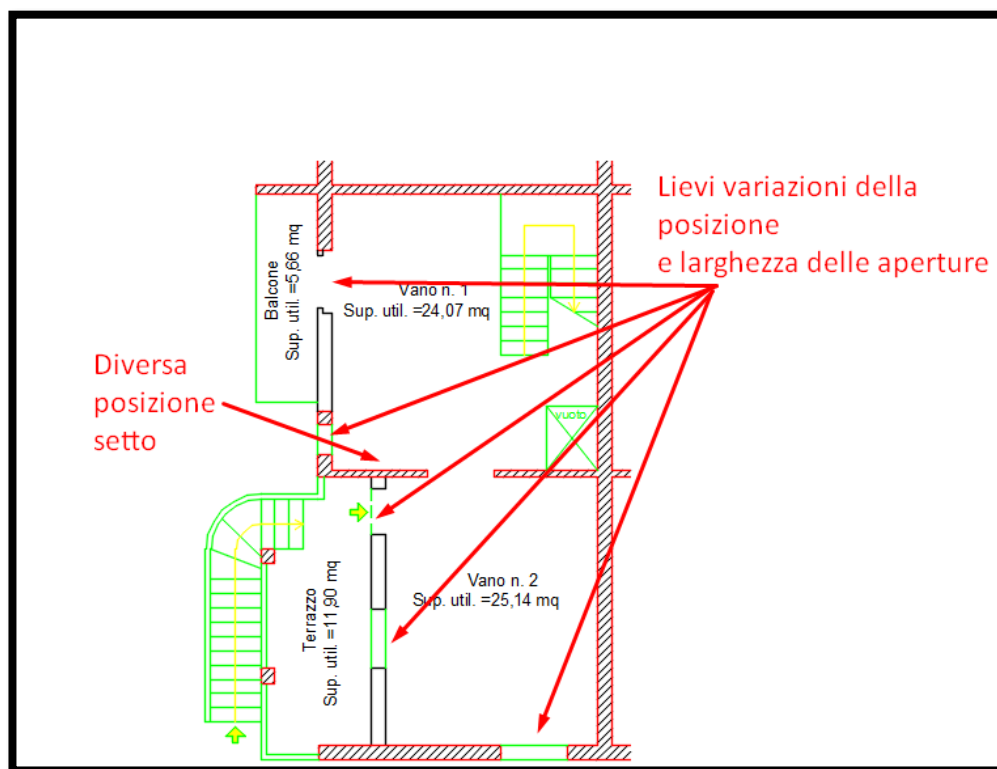 Lievi variazioni della
posizione
e larghezza delle aperture
Balcone
Sup. util. =5,66 mq
Vano n. 1
Sup. util. =24,07 mq
Diversa
posizione
setto
vuoto
Vano n. 2
Sup. util. =25,14 mq
Terrazzo
Sup. util. =11,90 mq